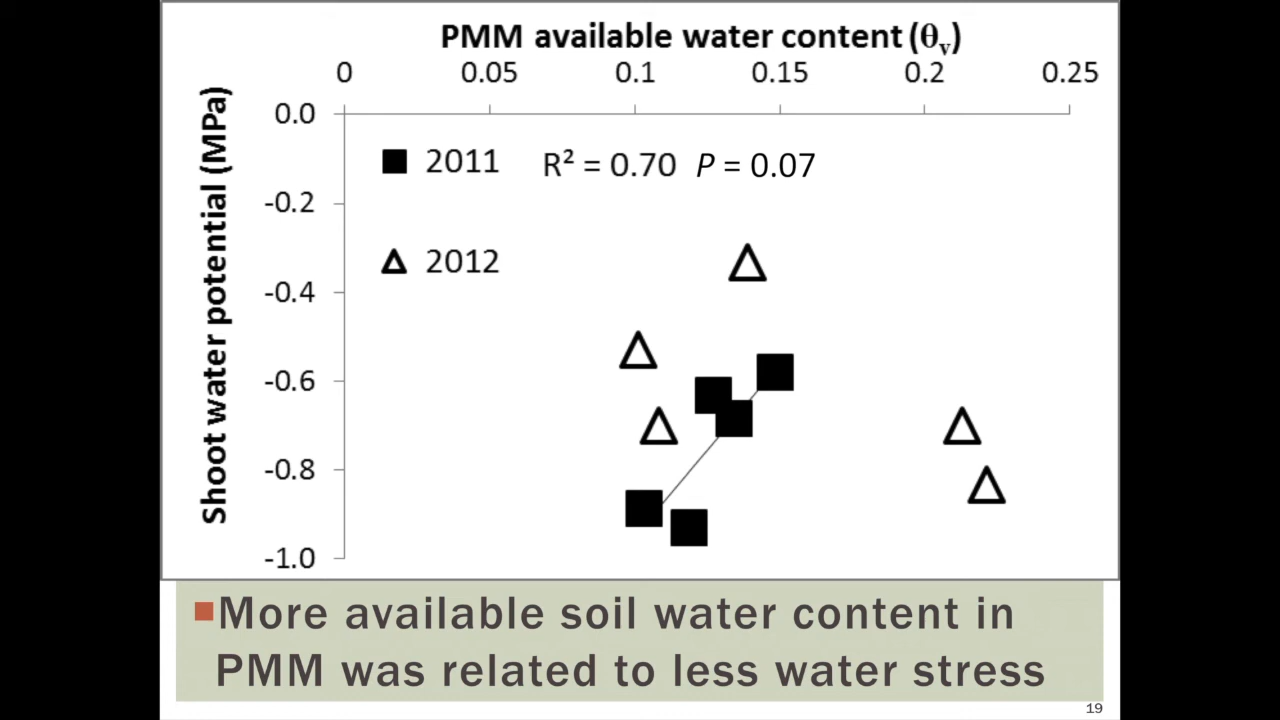 PMM available water content (θv)
0 0.05 0.1 0.15 0.2 0.25
Shoot water potential (MPa)
0.0
-0.2
-0.4
-0.6
-0.8
-1.0
2011 R² = 0.70 P = 0.07
2012
More available soil water content in
PMM was related to less water stress
19